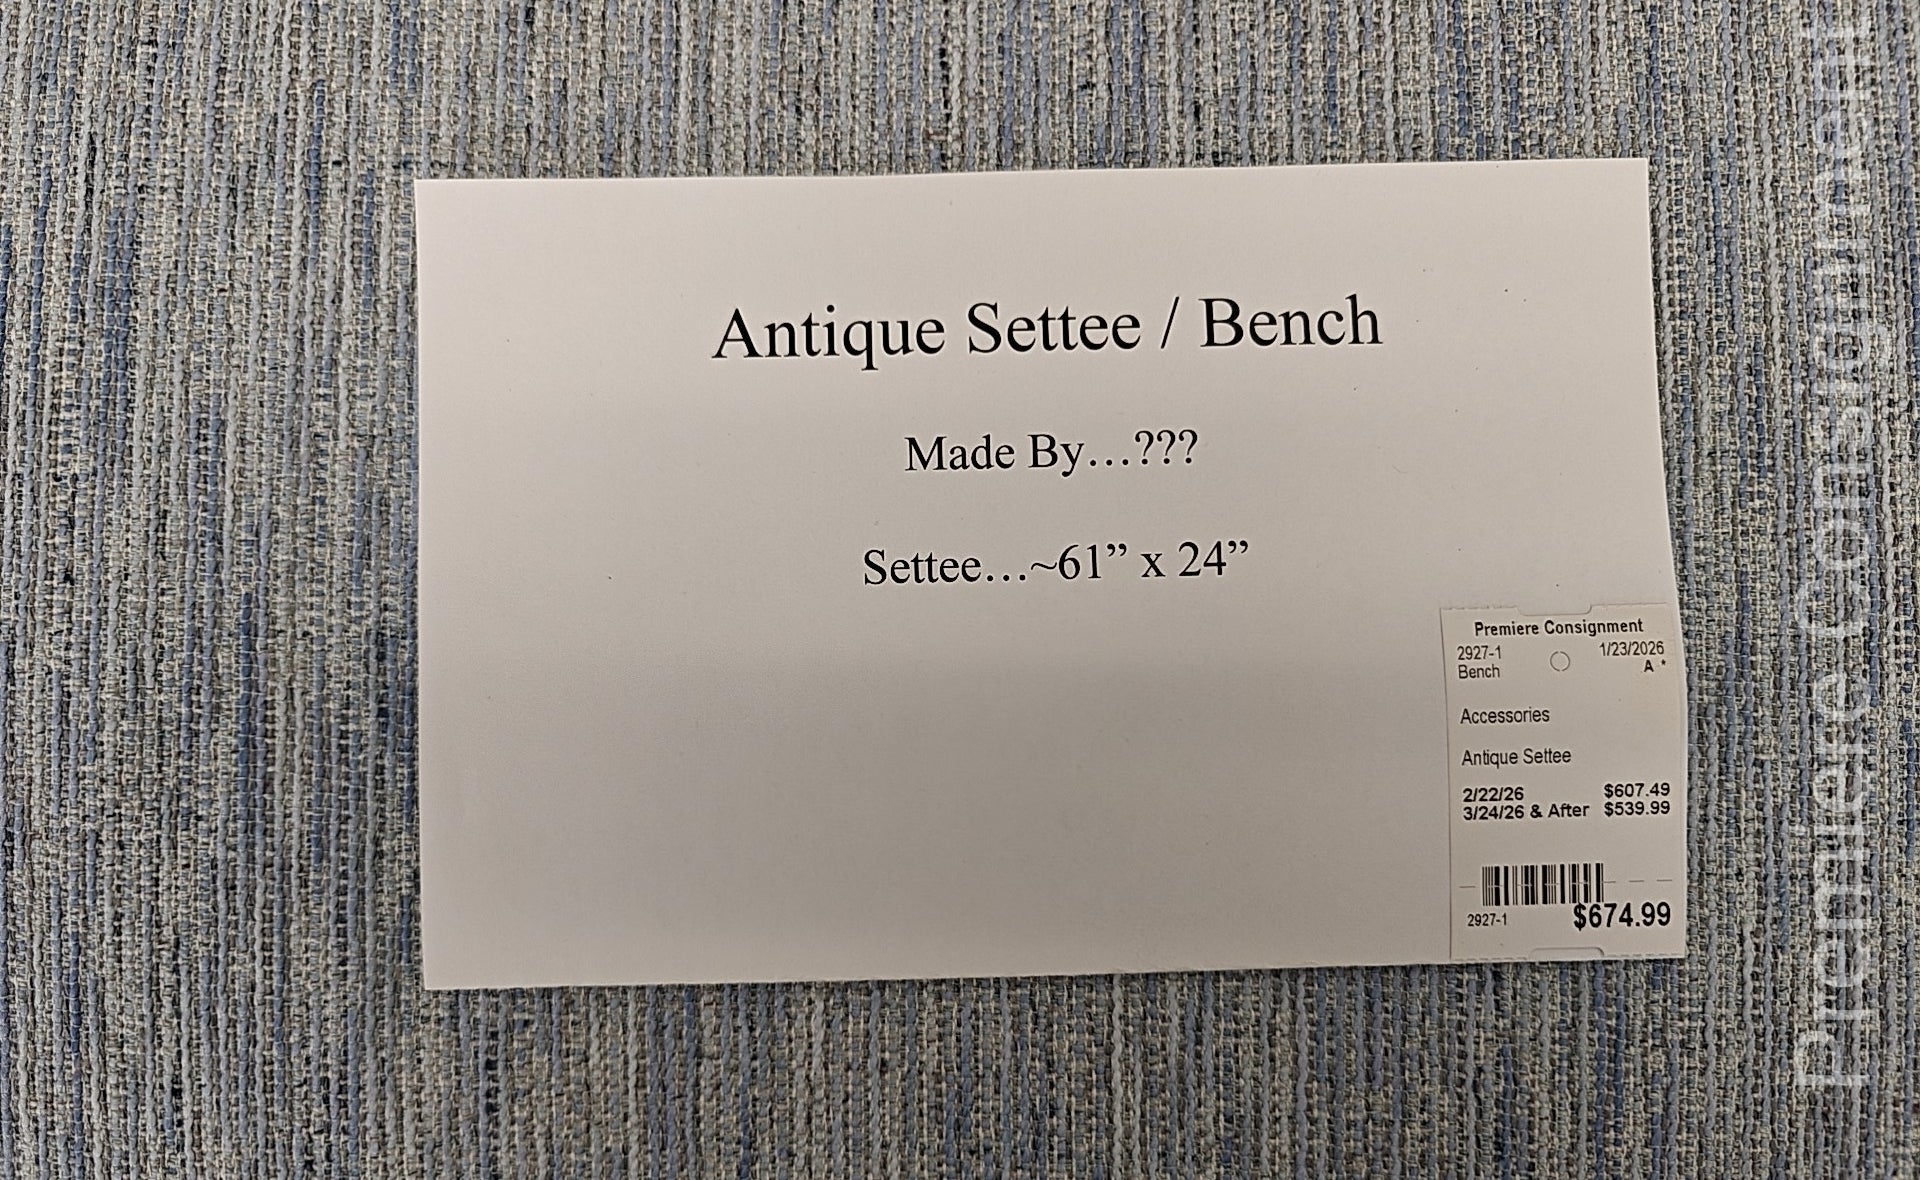 Antique Settee / Bench
Made By…???
Settee…~61” x 24”
Premiere Consignment
2927-1 1/23/2026
Bench A *
Accessories
Antique Settee
2/22/26 $607.49
3/24/26 & After $539.99
2927-1 $674.99
Premiere Consignment